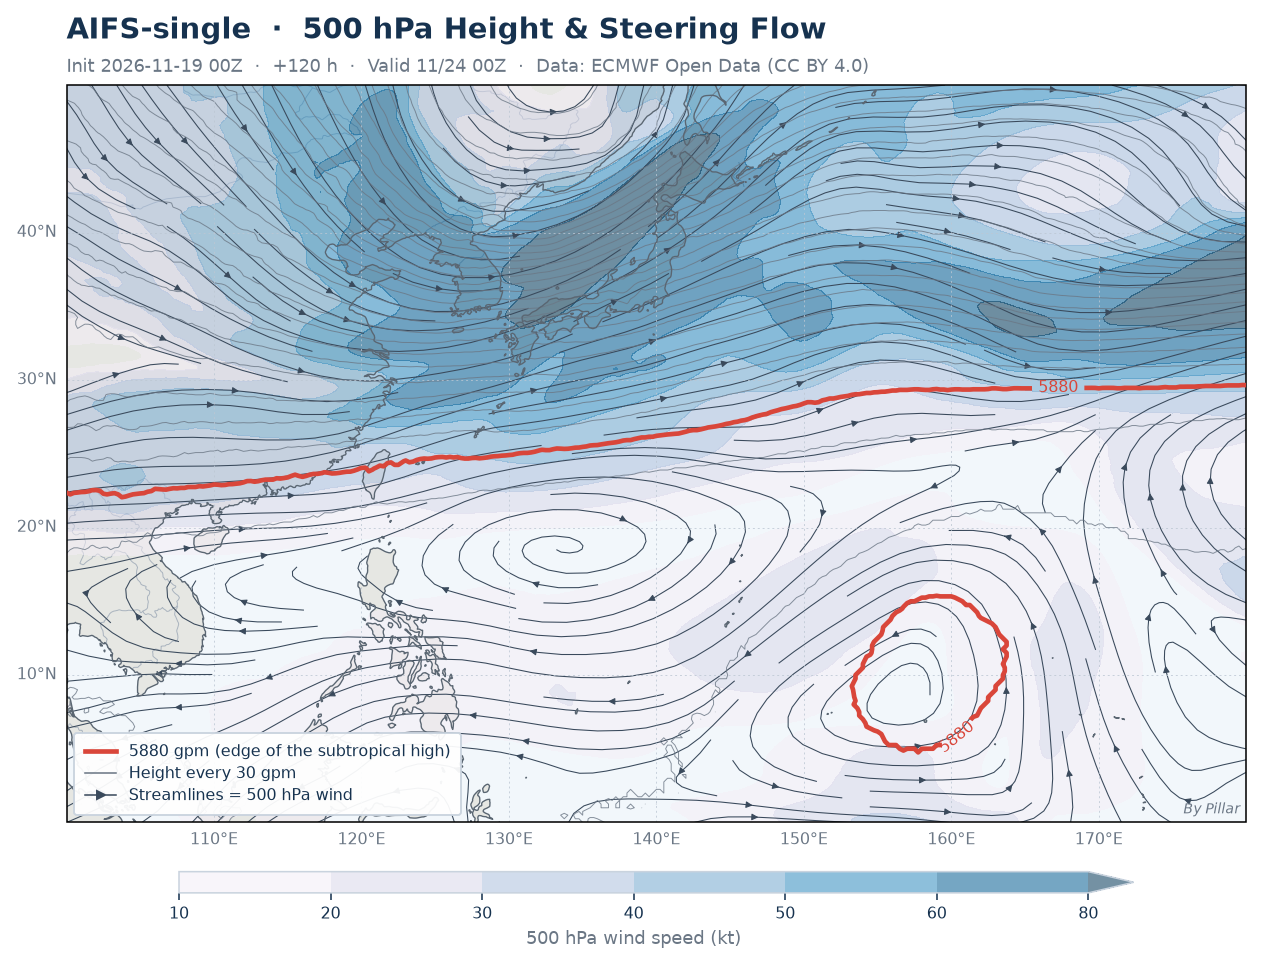 AIFS-single · 500 hPa Height & Steering Flow
Init 2026-11-19 00Z · +120 h · Valid 11/24 00Z · Data: ECMWF Open Data (CC BY 4.0)
40°N
30°N
20°N
10°N
5880
5880
5880 gpm (edge of the subtropical high)
Height every 30 gpm
Streamlines = 500 hPa wind
By Pillar
110°E 120°E 130°E 140°E 150°E 160°E 170°E
10 20 30 40 50 60 80
500 hPa wind speed (kt)